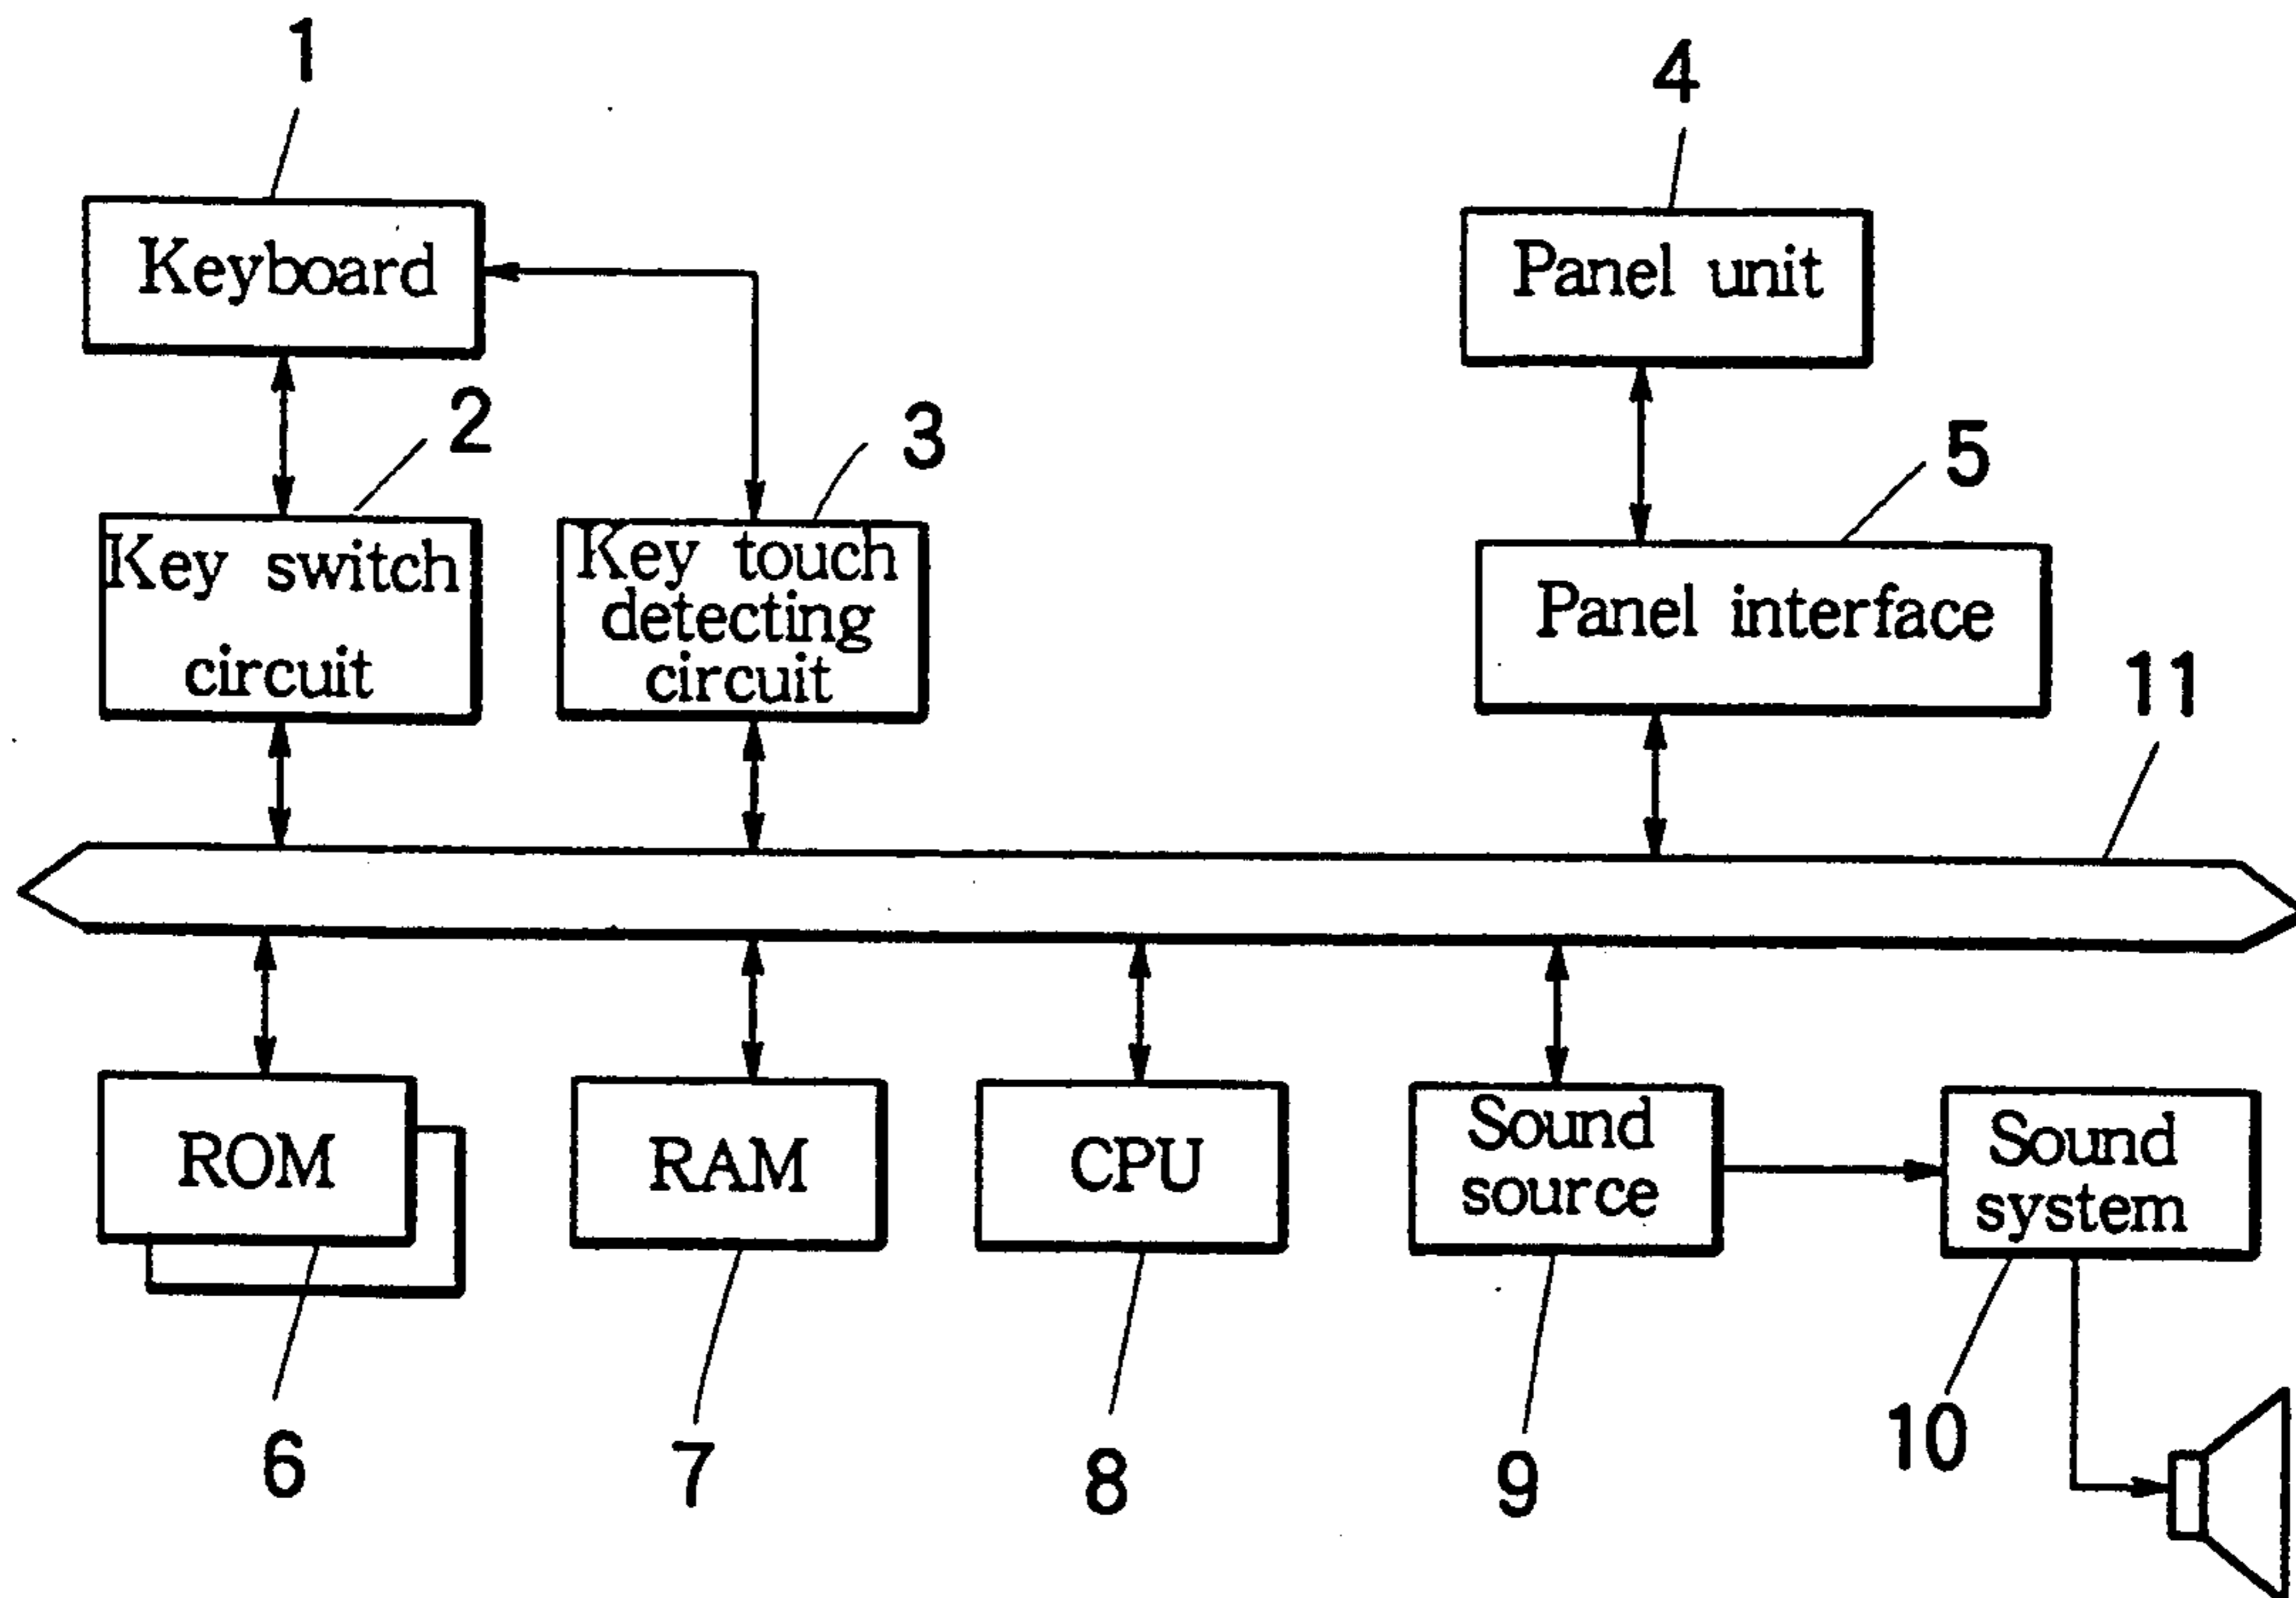 1
4
Keyboard
Panel unit
2
3
5
Key switch
circuit
Key touch
detecting
circuit
Panel interface
11
ROM
RAM
CPU
Sound
source
Sound
system
6
7
8
9
10